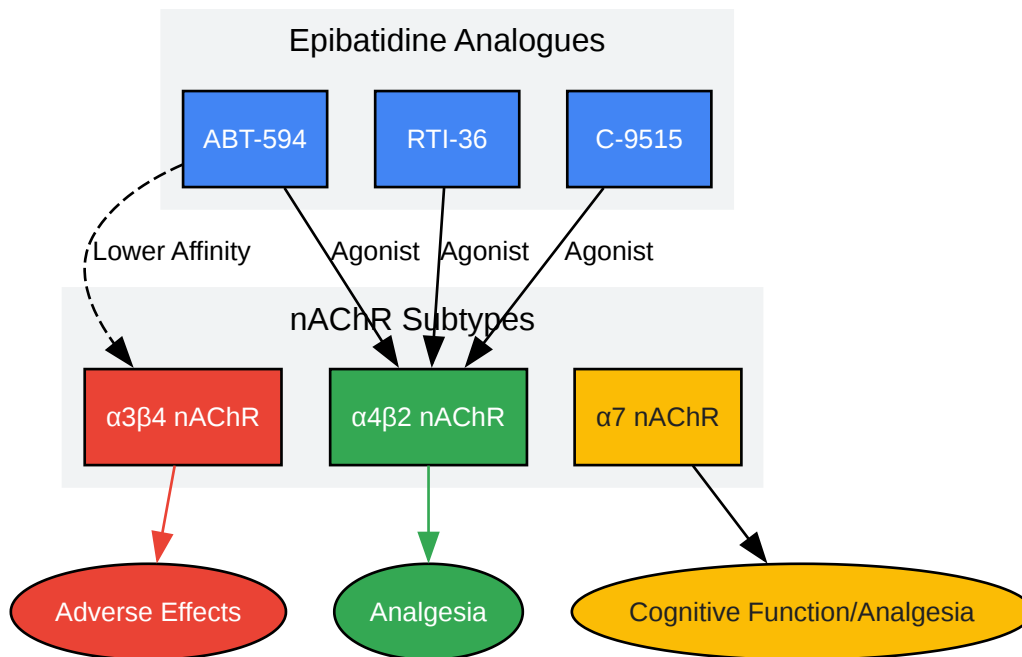 Epibatidine Analogues
ABT-594
RTI-36
C-9515
Lower Affinity
Agonist
Agonist
Agonist
nAChR Subtypes
α3β4 nAChR
α4β2 nAChR
α7 nAChR
Adverse Effects
Analgesia
Cognitive Function/Analgesia